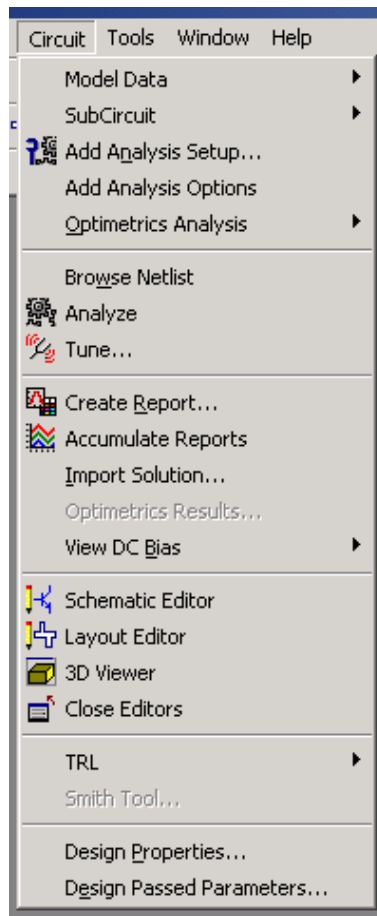 Circuit Tools Window Help
Model Data
SubCircuit
Add Analysis Setup...
Add Analysis Options
Optimetrics Analysis
Browse Netlist
Analyze
Tune...
Create Report...
Accumulate Reports
Import Solution...
Optimetrics Results...
View DC Bias
Schematic Editor
Layout Editor
3D Viewer
Close Editors
TRL
Smith Tool...
Design Properties...
Design Passed Parameters...